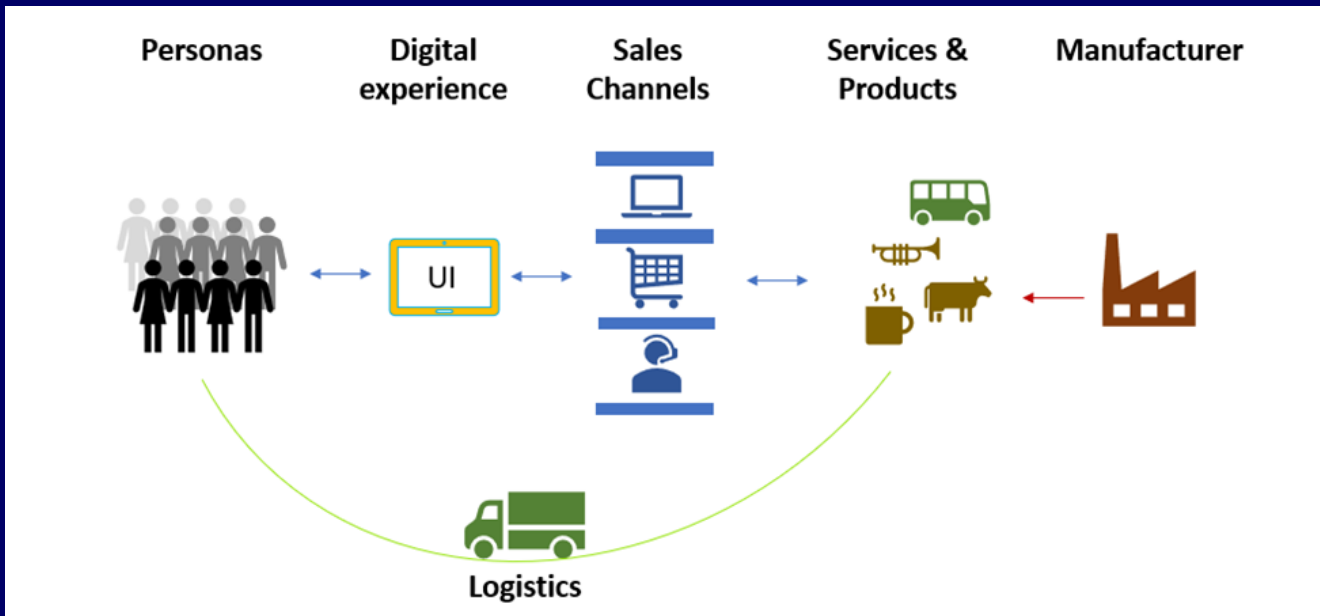 Personas
Digital
experience
Sales
Channels
Services &
Products
Manufacturer
UI
Logistics